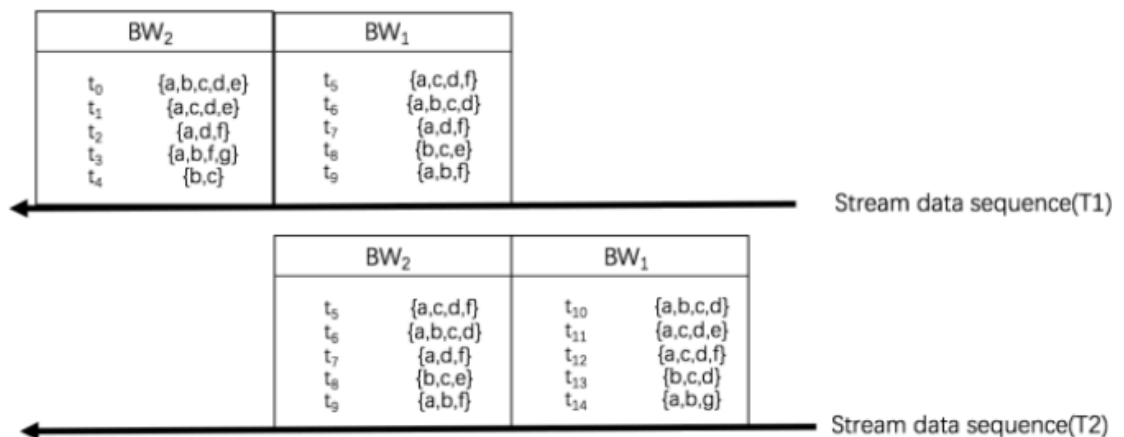 BW₂ BW₁
t₀ {a,b,c,d,e} t₅ {a,c,d,f}
t₁ {a,c,d,e} t₆ {a,b,c,d}
t₂ {a,d,f} t₇ {a,d,f}
t₃ {a,b,f,g} t₈ {b,c,e}
t₄ {b,c} t₉ {a,b,f}
Stream data sequence(T1)
BW₂ BW₁
t₅ {a,c,d,f} t₁₀ {a,b,c,d}
t₆ {a,b,c,d} t₁₁ {a,c,d,e}
t₇ {a,d,f} t₁₂ {a,c,d,f}
t₈ {b,c,e} t₁₃ {b,c,d}
t₉ {a,b,f} t₁₄ {a,b,g}
Stream data sequence(T2)